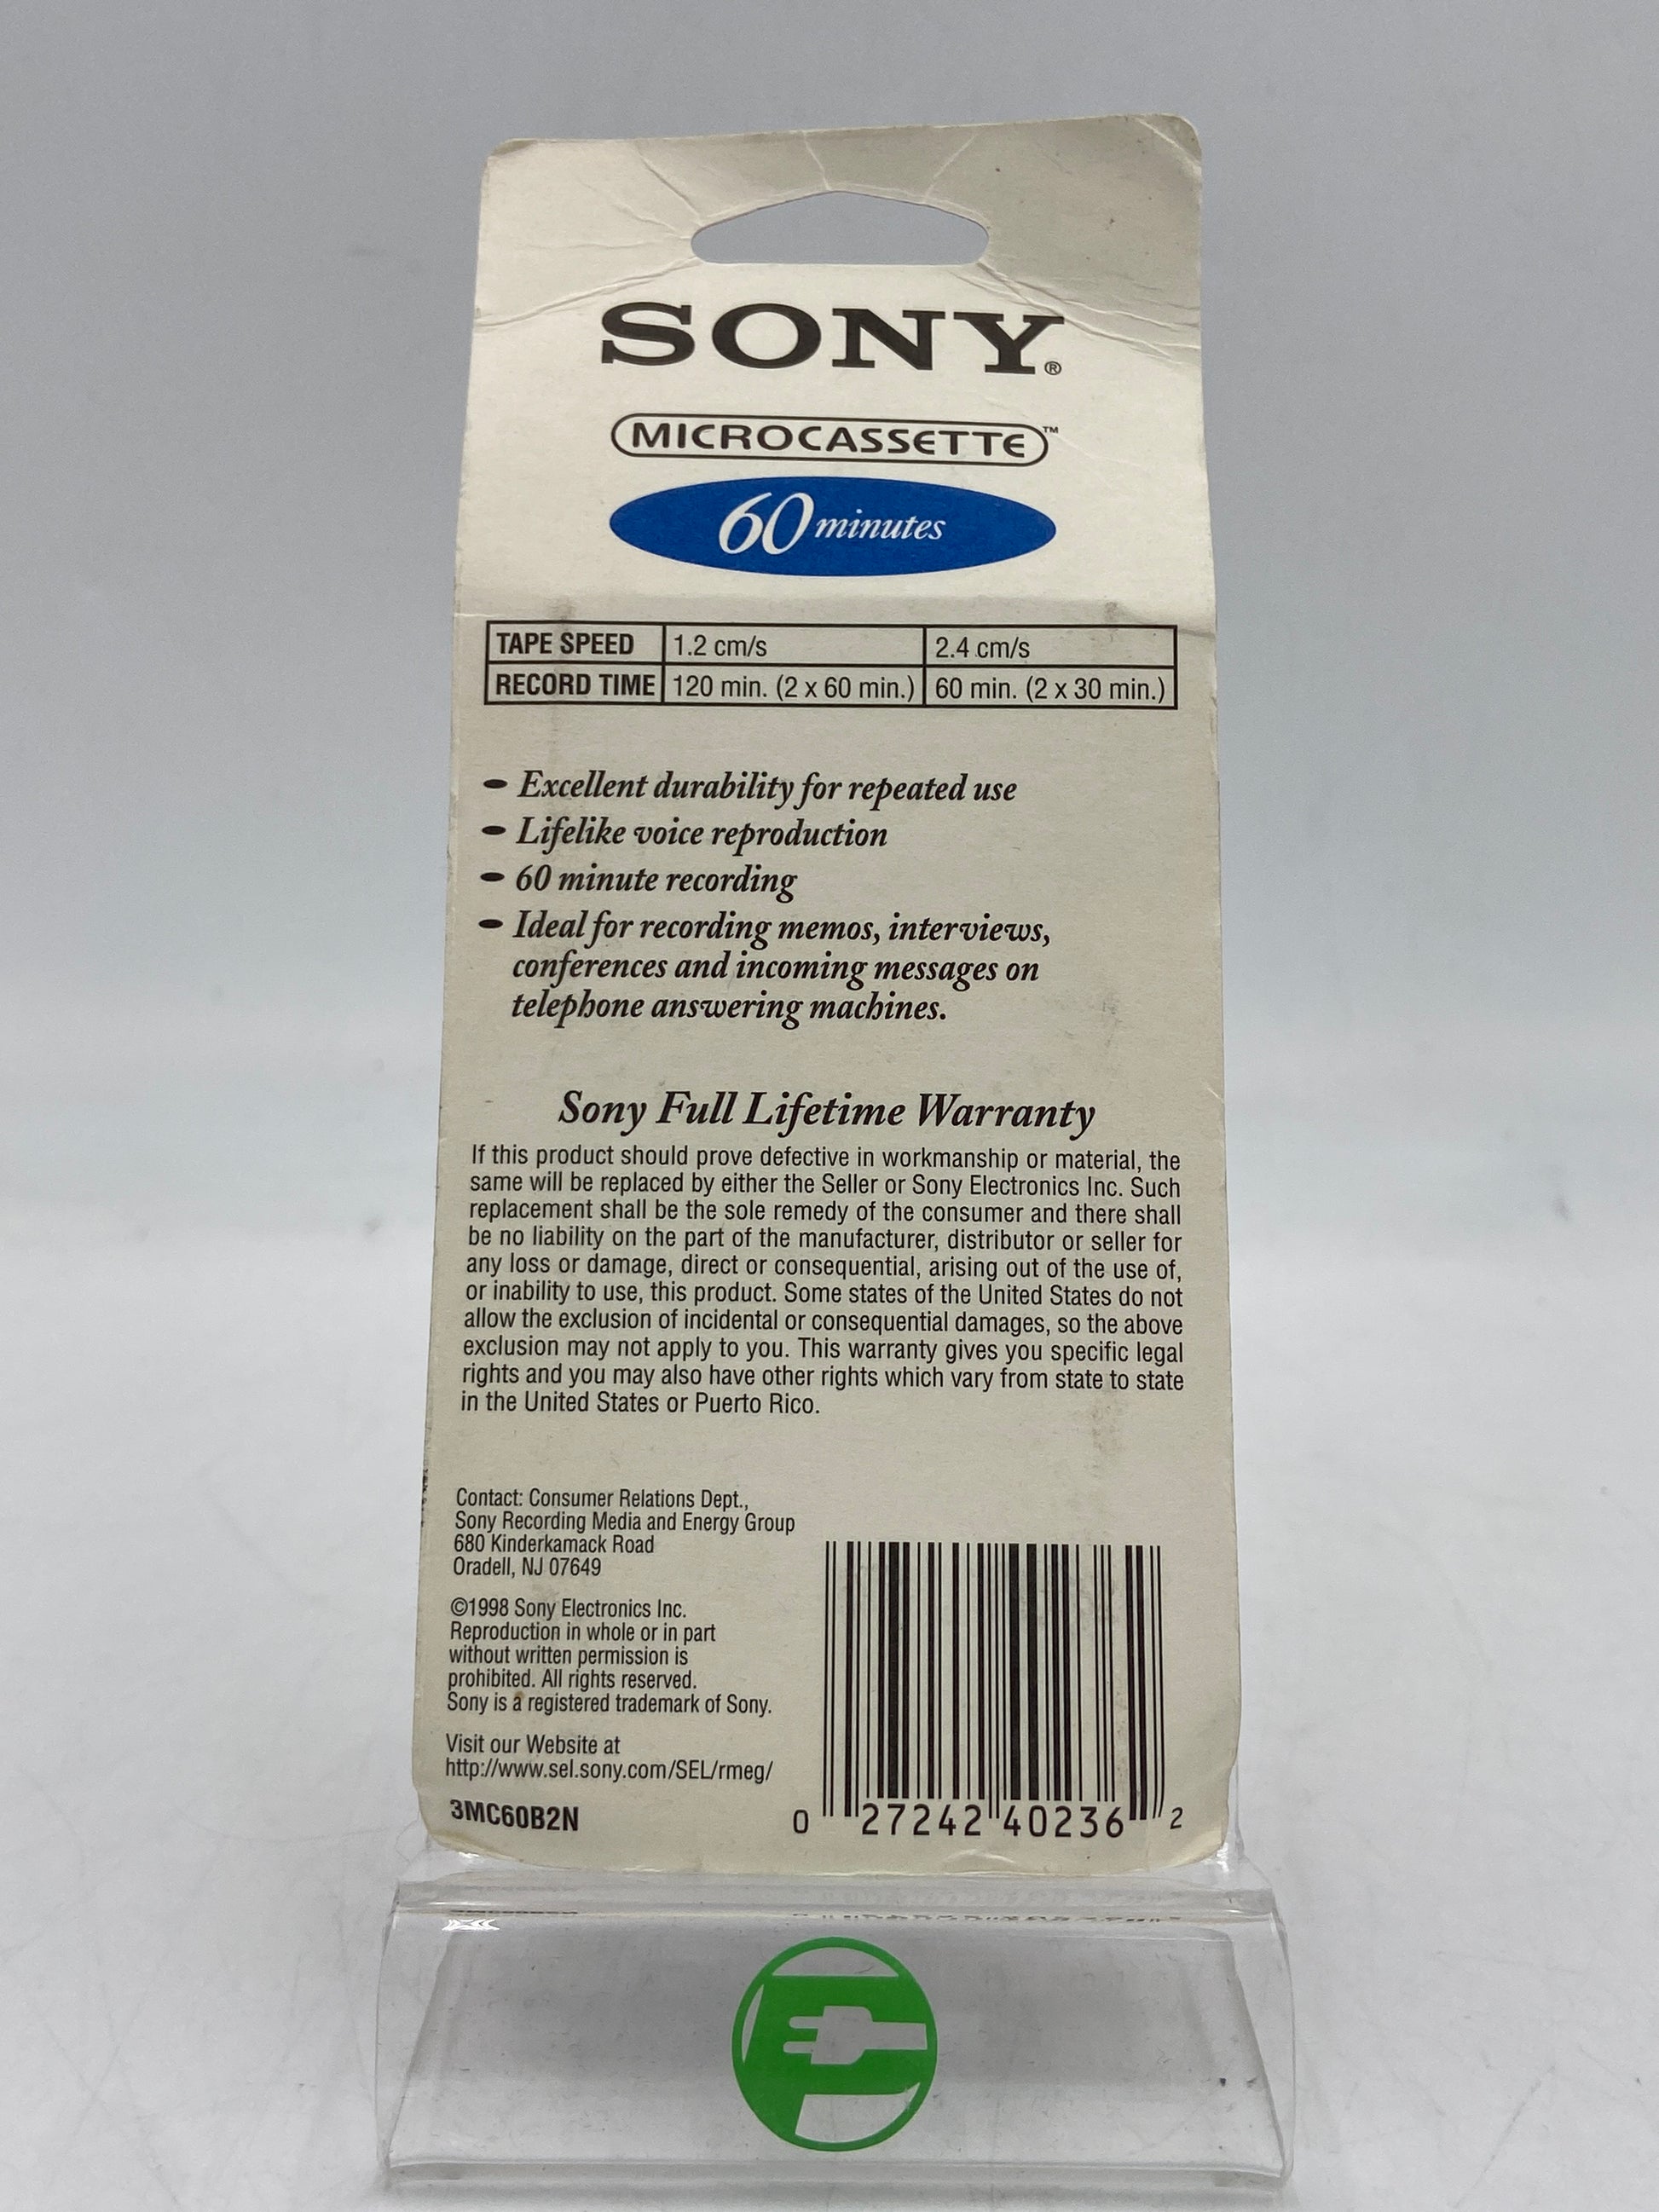 SONY®
MICROCASSETTE™
60 minutes
TAPE SPEED 1.2 cm/s 2.4 cm/s
RECORD TIME 120 min. (2 x 60 min.) 60 min. (2 x 30 min.)
- Excellent durability for repeated use
- Lifelike voice reproduction
- 60 minute recording
- Ideal for recording memos, interviews,
conferences and incoming messages on
telephone answering machines.
Sony Full Lifetime Warranty
If this product should prove defective in workmanship or material, the
same will be replaced by either the Seller or Sony Electronics Inc. Such
replacement shall be the sole remedy of the consumer and there shall
be no liability on the part of the manufacturer, distributor or seller for
any loss or damage, direct or consequential, arising out of the use of,
or inability to use, this product. Some states of the United States do not
allow the exclusion of incidental or consequential damages, so the above
exclusion may not apply to you. This warranty gives you specific legal
rights and you may also have other rights which vary from state to state
in the United States or Puerto Rico.
Contact: Consumer Relations Dept.,
Sony Recording Media and Energy Group
680 Kinderkamack Road
Oradell, NJ 07649
©1998 Sony Electronics Inc.
Reproduction in whole or in part
without written permission is
prohibited. All rights reserved.
Sony is a registered trademark of Sony.
Visit our Website at
http://www.sel.sony.com/SEL/rmeg/
3MC60B2N
0 27242 40236 2